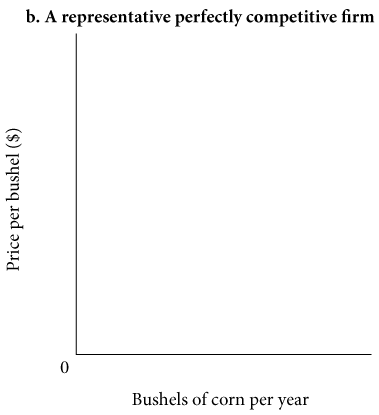 b. A representative perfectly competitive firm
Price per bushel ($)
0
Bushels of corn per year